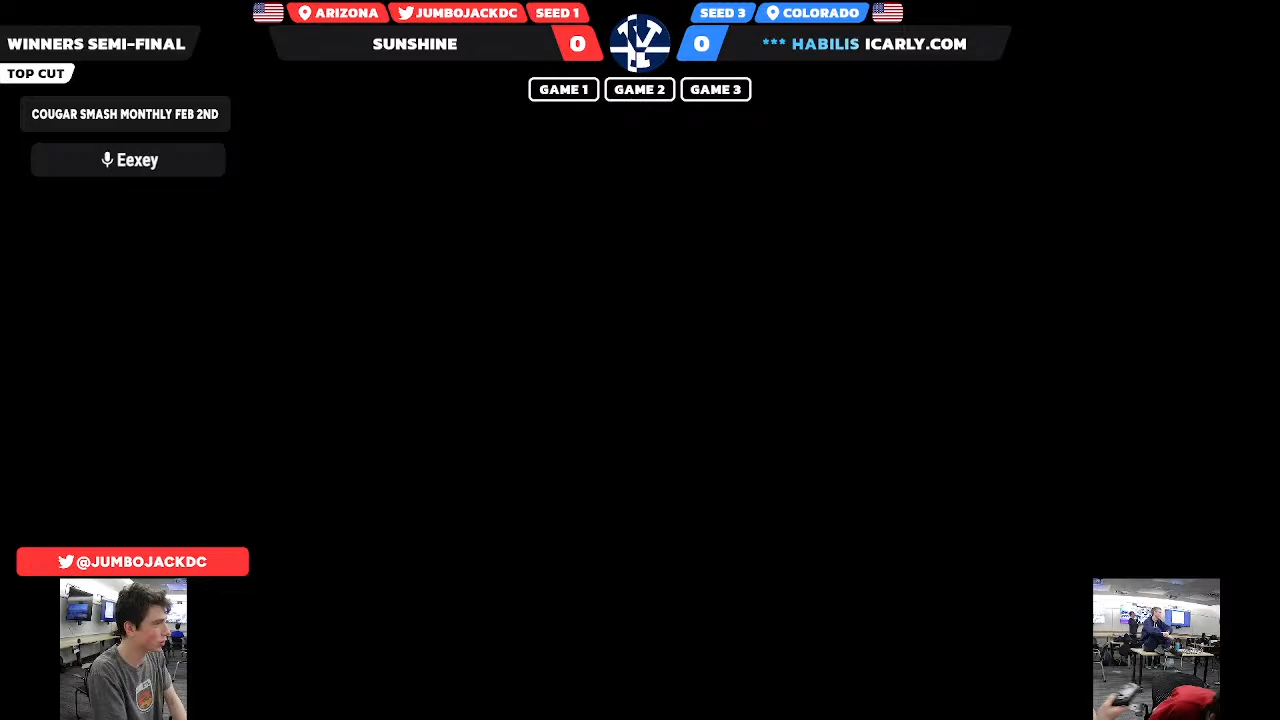 ARIZONA
JUMBOJACKDC
SEED 1
SEED 3
COLORADO
WINNERS SEMI-FINAL
SUNSHINE
0
0
*** HABILIS ICARLY.COM
TOP CUT
GAME 1
GAME 2
GAME 3
COUGAR SMASH MONTHLY FEB 2ND
Eexey
@JUMBOJACKDC